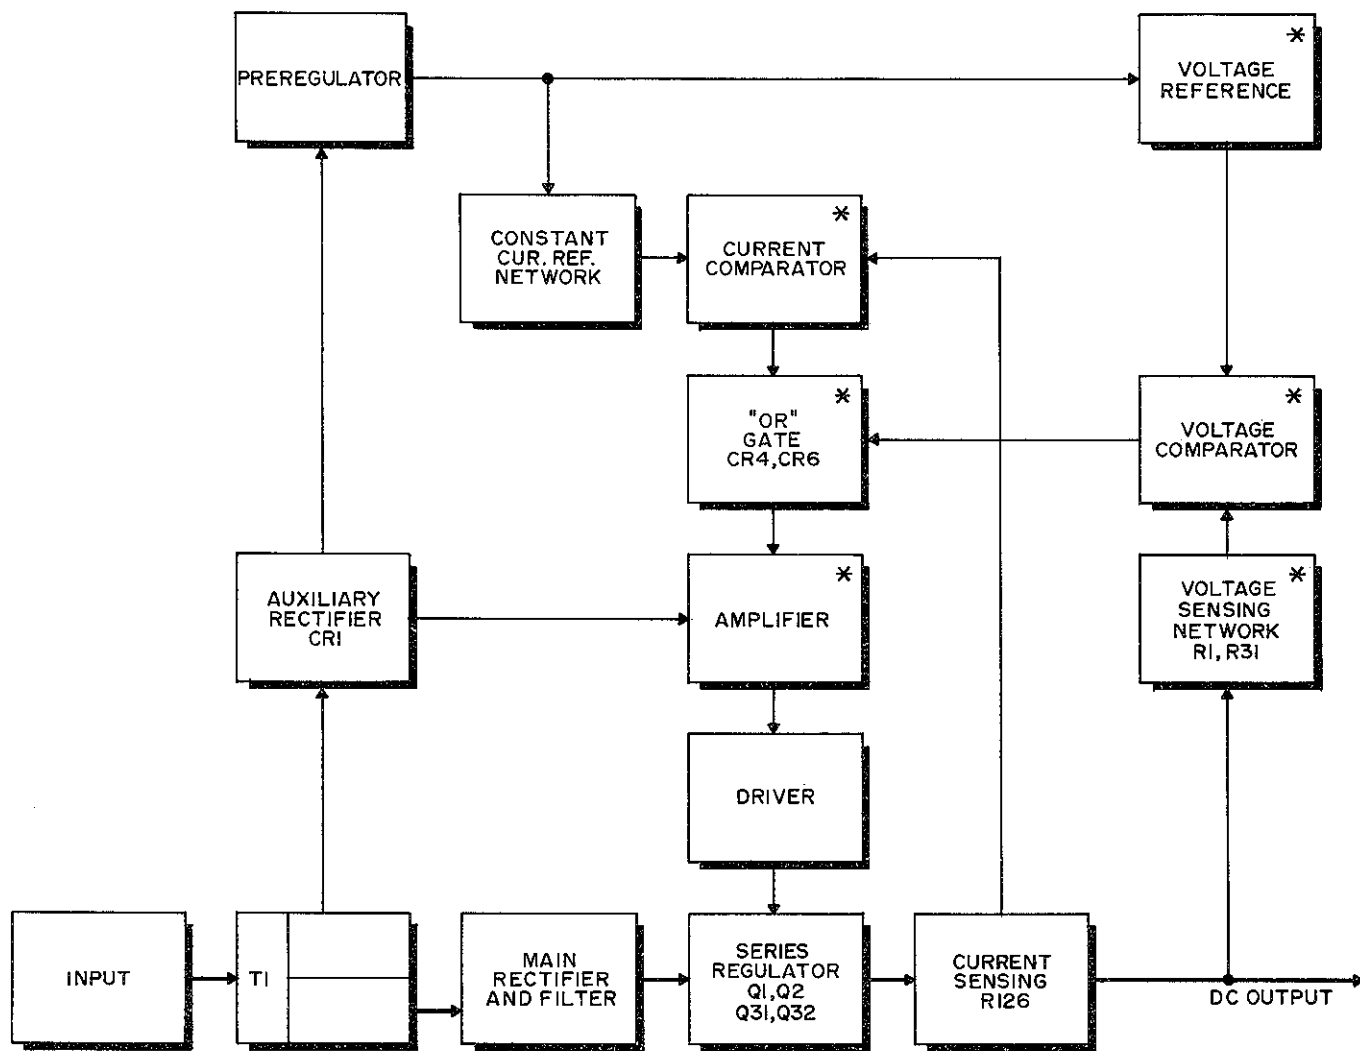 PREREGULATOR
*
VOLTAGE
REFERENCE
CONSTANT
CUR. REF.
NETWORK
*
CURRENT
COMPARATOR
*
"OR"
GATE
CR4, CR6
*
VOLTAGE
COMPARATOR
AUXILIARY
RECTIFIER
CR1
*
AMPLIFIER
*
VOLTAGE
SENSING
NETWORK
R1, R31
DRIVER
INPUT
T1
MAIN
RECTIFIER
AND FILTER
SERIES
REGULATOR
Q1, Q2
Q31, Q32
CURRENT
SENSING
R126
DC OUTPUT